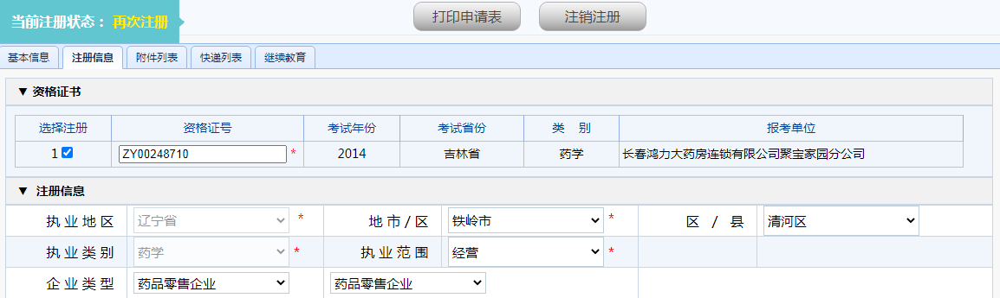 当前注册状态： 再次注册 打印申请表 注销注册
基本信息 注册信息 附件列表 快递列表 继续教育
▼ 资格证书
选择注册 资格证号 考试年份 考试省份 类 别 报考单位
1 ZY00248710 * 2014 吉林省 药学 长春鸿力大药房连锁有限公司聚宝家园分公司
▼ 注册信息
执 业 地 区 辽宁省 * 地 市 / 区 铁岭市 * 区 / 县 清河区
执 业 类 别 药学 * 执 业 范 围 经营 *
企 业 类 型 药品零售企业 药品零售企业